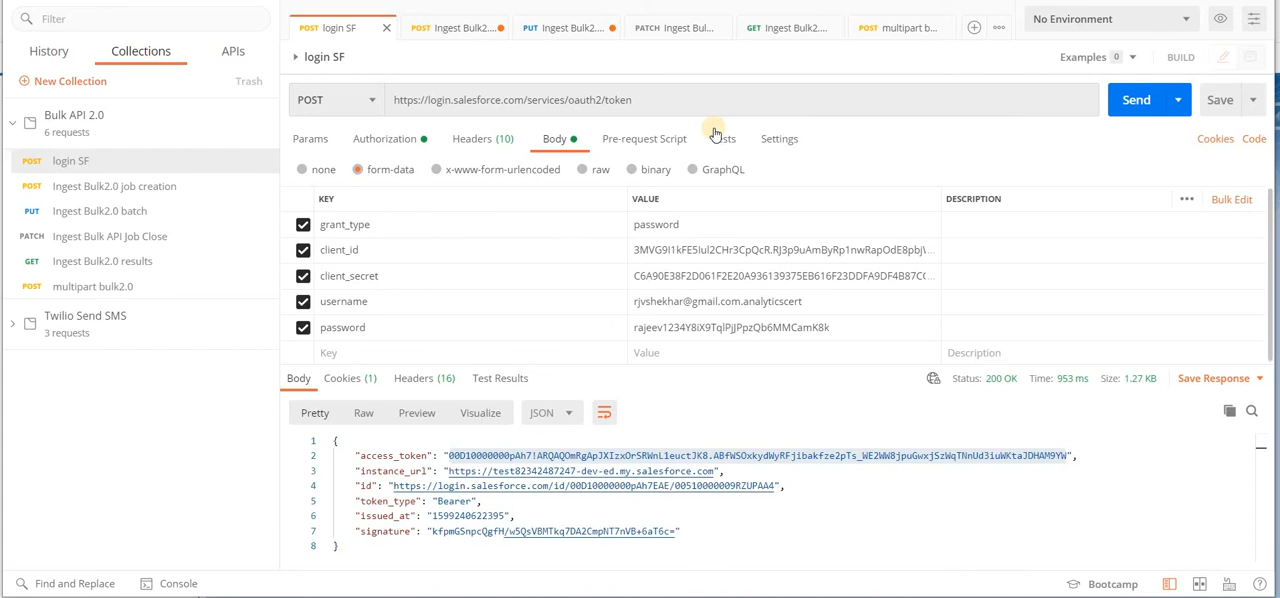 Filter
History
Collections
APIs
New Collection
Trash
Bulk API 2.0
6 requests
POST login SF
POST Ingest Bulk2.0 job creation
PUT Ingest Bulk2.0 batch
PATCH Ingest Bulk API Job Close
GET Ingest Bulk2.0 results
POST multipart bulk2.0
Twilio Send SMS
3 requests
POST login SF
POST Ingest Bulk2....
PUT Ingest Bulk2....
PATCH Ingest Bul...
GET Ingest Bulk2....
POST multipart b...
No Environment
login SF
Examples 0
BUILD
POST
https://login.salesforce.com/services/oauth2/token
Send
Save
Params
Authorization
Headers (10)
Body
Pre-request Script
Settings
Cookies
Code
none
form-data
x-www-form-urlencoded
raw
binary
GraphQL
KEY
VALUE
DESCRIPTION
Bulk Edit
grant_type
password
client_id
client_secret
username
rjvshekhar@gmail.com.analyticscert
password
Key
Value
Description
Body
Cookies (1)
Headers (16)
Test Results
Status: 200 OK
Time: 953 ms
Size: 1.27 KB
Save Response
Pretty
Raw
Preview
Visualize
JSON
1 {
2 "access_token":
3 "instance_url": "https://test82342487247-dev-ed.my.salesforce.com",
4 "id": "https://login.salesforce.com/id/00D10000000pAh7EAE/00510000009RZUPAA4",
5 "token_type": "Bearer",
6 "issued_at": "1599240622395",
7 "signature":
8 }
Find and Replace
Console
Bootcamp